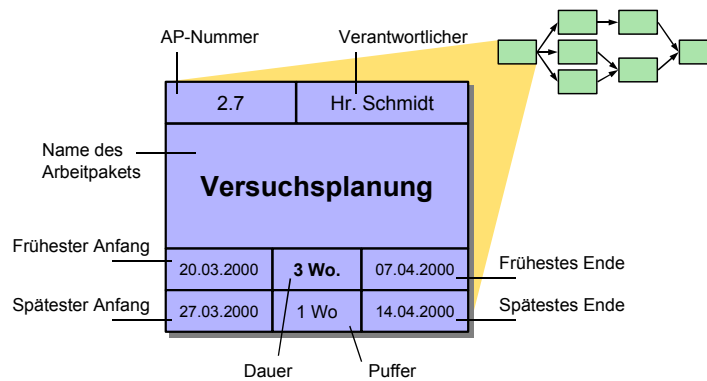 AP-Nummer
Verantwortlicher
2.7
Hr. Schmidt
Name des
Arbeitpakets
Versuchsplanung
Frühester Anfang
20.03.2000
3 Wo.
07.04.2000
Frühestes Ende
Spätester Anfang
27.03.2000
1 Wo
14.04.2000
Spätestes Ende
Dauer
Puffer